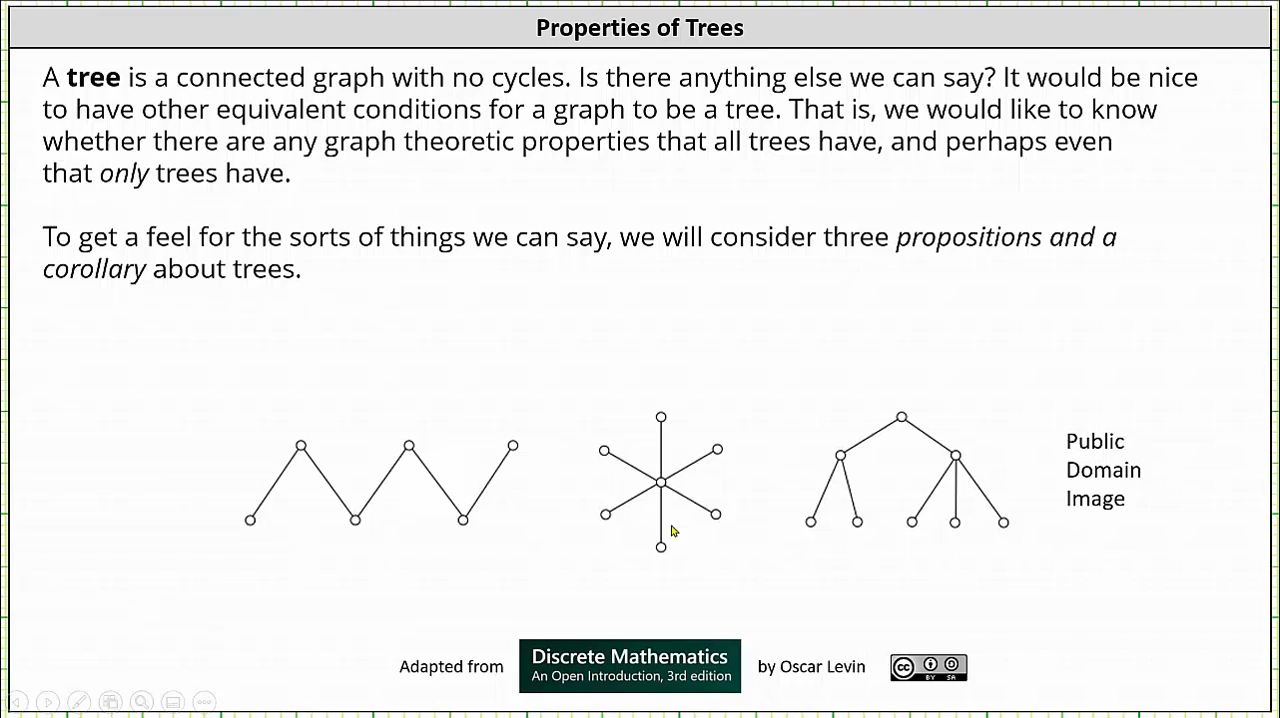 Properties of Trees
A tree is a connected graph with no cycles. Is there anything else we can say? It would be nice
to have other equivalent conditions for a graph to be a tree. That is, we would like to know
whether there are any graph theoretic properties that all trees have, and perhaps even
that only trees have.
To get a feel for the sorts of things we can say, we will consider three propositions and a
corollary about trees.
Public
Domain
Image
Adapted from
Discrete Mathematics
An Open Introduction, 3rd edition
by Oscar Levin
cc
BY SA